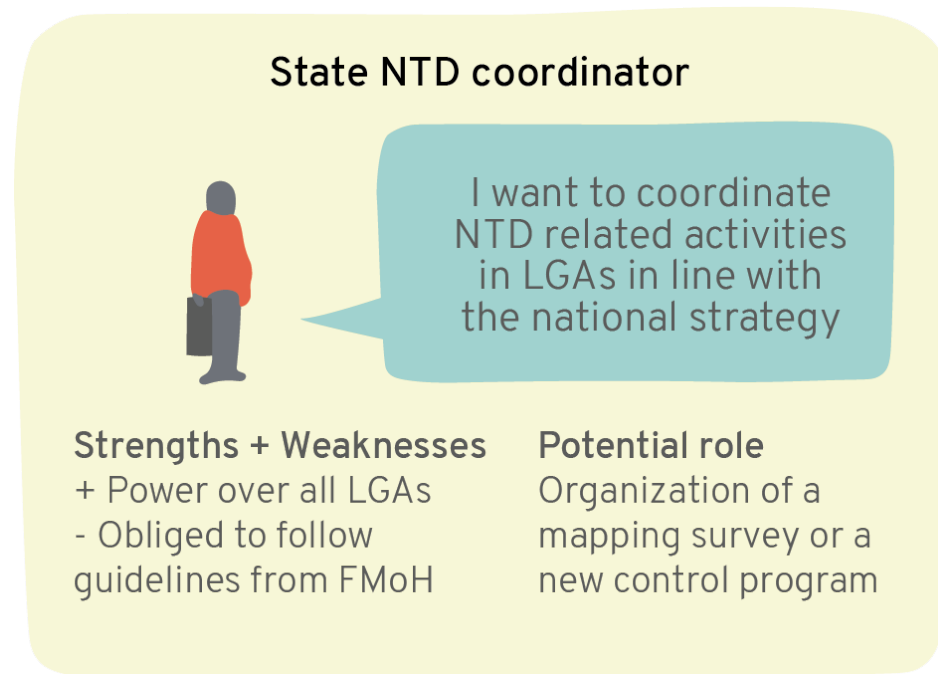 State NTD coordinator
I want to coordinate
NTD related activities
in LGAs in line with
the national strategy
Strengths + Weaknesses
+ Power over all LGAs
- Obliged to follow
guidelines from FMoH
Potential role
Organization of a
mapping survey or a
new control program